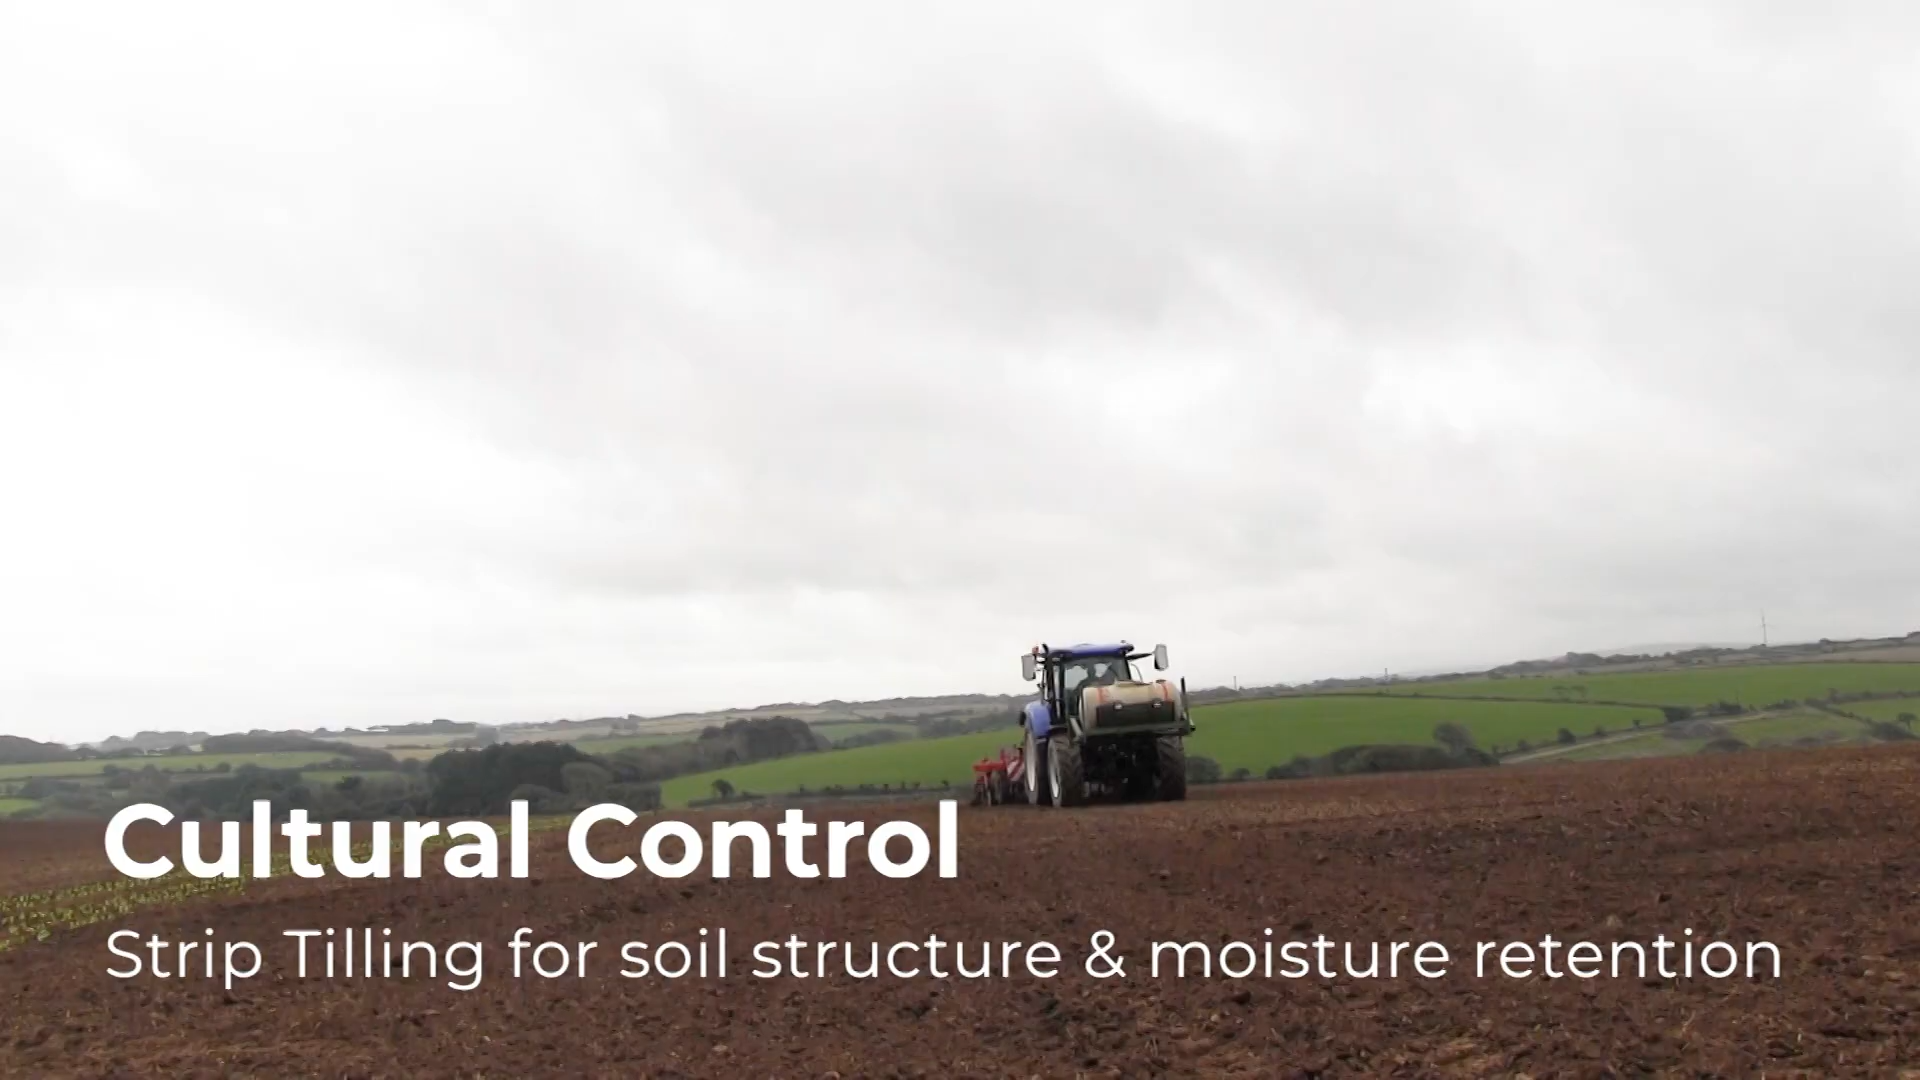 Cultural Control
Strip Tilling for soil structure & moisture retention